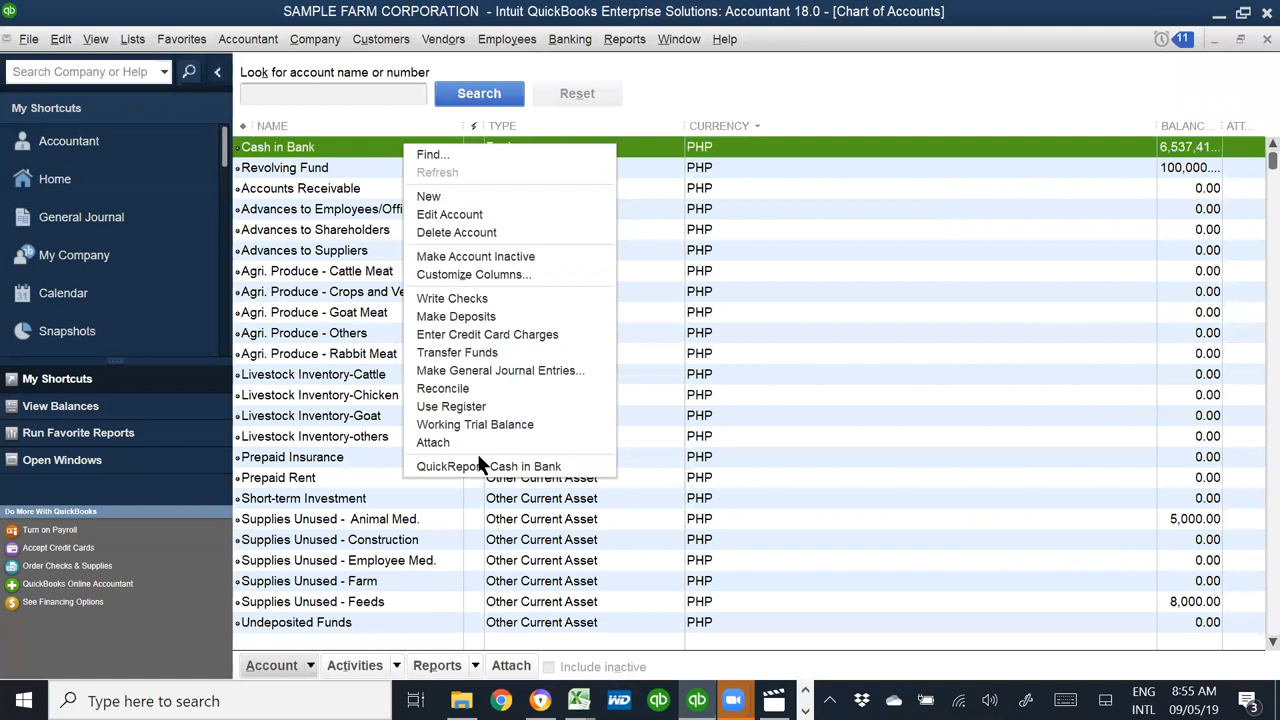 SAMPLE FARM CORPORATION - Intuit QuickBooks Enterprise Solutions: Accountant 18.0 - [Chart of Accounts]
File Edit View Lists Favorites Accountant Company Customers Vendors Employees Banking Reports Window Help 11
Search Company or Help
My Shortcuts
Accountant
Home
General Journal
My Company
Calendar
Snapshots
My Shortcuts
View Balances
Run Favorite Reports
Open Windows
Do More With QuickBooks
Turn on Payroll
Accept Credit Cards
Order Checks & Supplies
QuickBooks Online Accountant
See Financing Options
Look for account name or number
Search Reset
NAME TYPE CURRENCY BALANC... ATT...
Cash in Bank PHP 6,537,41...
Revolving Fund PHP 100,000....
Accounts Receivable PHP 0.00
Advances to Employees/Offi PHP 0.00
Advances to Shareholders PHP 0.00
Advances to Suppliers PHP 0.00
Agri. Produce - Cattle Meat PHP 0.00
Agri. Produce - Crops and Ve PHP 0.00
Agri. Produce - Goat Meat PHP 0.00
Agri. Produce - Others PHP 0.00
Agri. Produce - Rabbit Meat PHP 0.00
Livestock Inventory-Cattle PHP 0.00
Livestock Inventory-Chicken PHP 0.00
Livestock Inventory-Goat PHP 0.00
Livestock Inventory-others PHP 0.00
Prepaid Insurance PHP 0.00
Prepaid Rent Other Current Asset PHP 0.00
Short-term Investment Other Current Asset PHP 0.00
Supplies Unused - Animal Med. Other Current Asset PHP 5,000.00
Supplies Unused - Construction Other Current Asset PHP 0.00
Supplies Unused - Employee Med. Other Current Asset PHP 0.00
Supplies Unused - Farm Other Current Asset PHP 0.00
Supplies Unused - Feeds Other Current Asset PHP 8,000.00
Undeposited Funds Other Current Asset PHP 0.00
Find...
Refresh
New
Edit Account
Delete Account
Make Account Inactive
Customize Columns...
Write Checks
Make Deposits
Enter Credit Card Charges
Transfer Funds
Make General Journal Entries...
Reconcile
Use Register
Working Trial Balance
Attach
QuickReport: Cash in Bank
Account Activities Reports Attach Include inactive
Type here to search
WD
ENG
INTL
8:55 AM
09/05/19
3